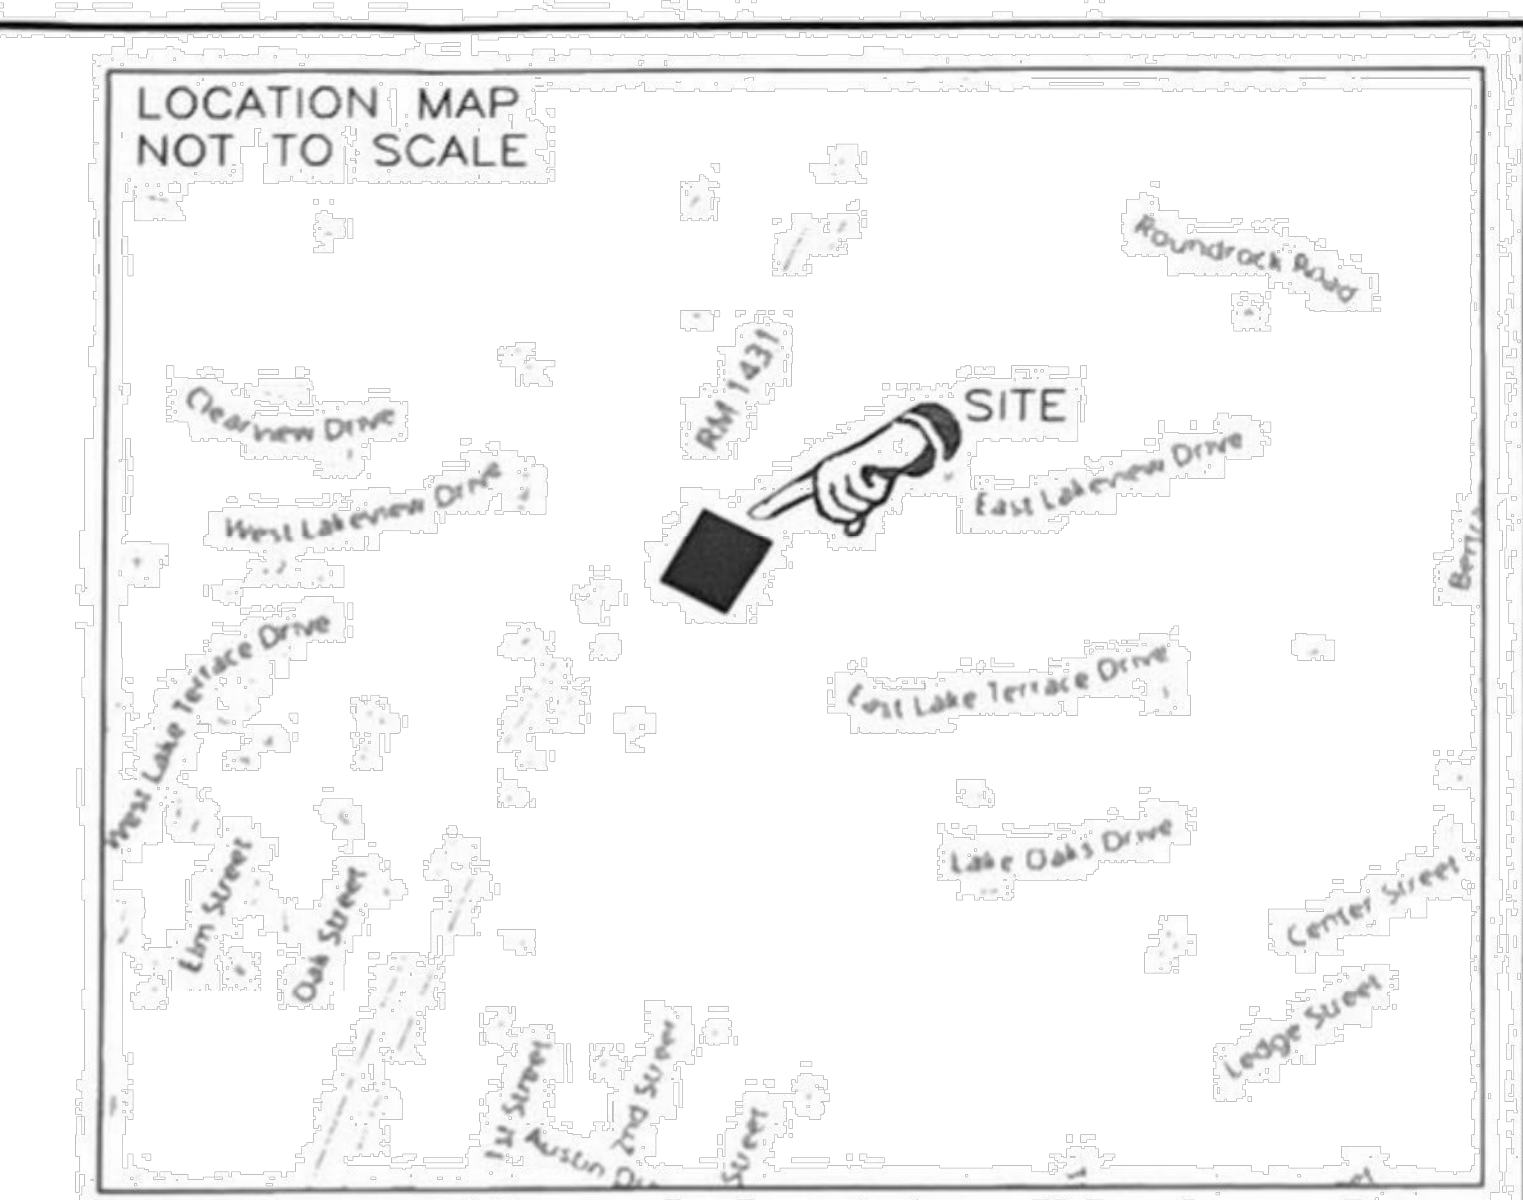 LOCATION MAP
NOT TO SCALE
Roundrock Road
RM 1431
SITE
Clearview Drive
East Lakeview Drive
West Lakeview Drive
West Lake Terrace Drive
East Lake Terrace Drive
Lake Oaks Drive
Elm Street
Oak Street
Center Street
Ledge Street
1st Street
2nd Street
Austin
Street